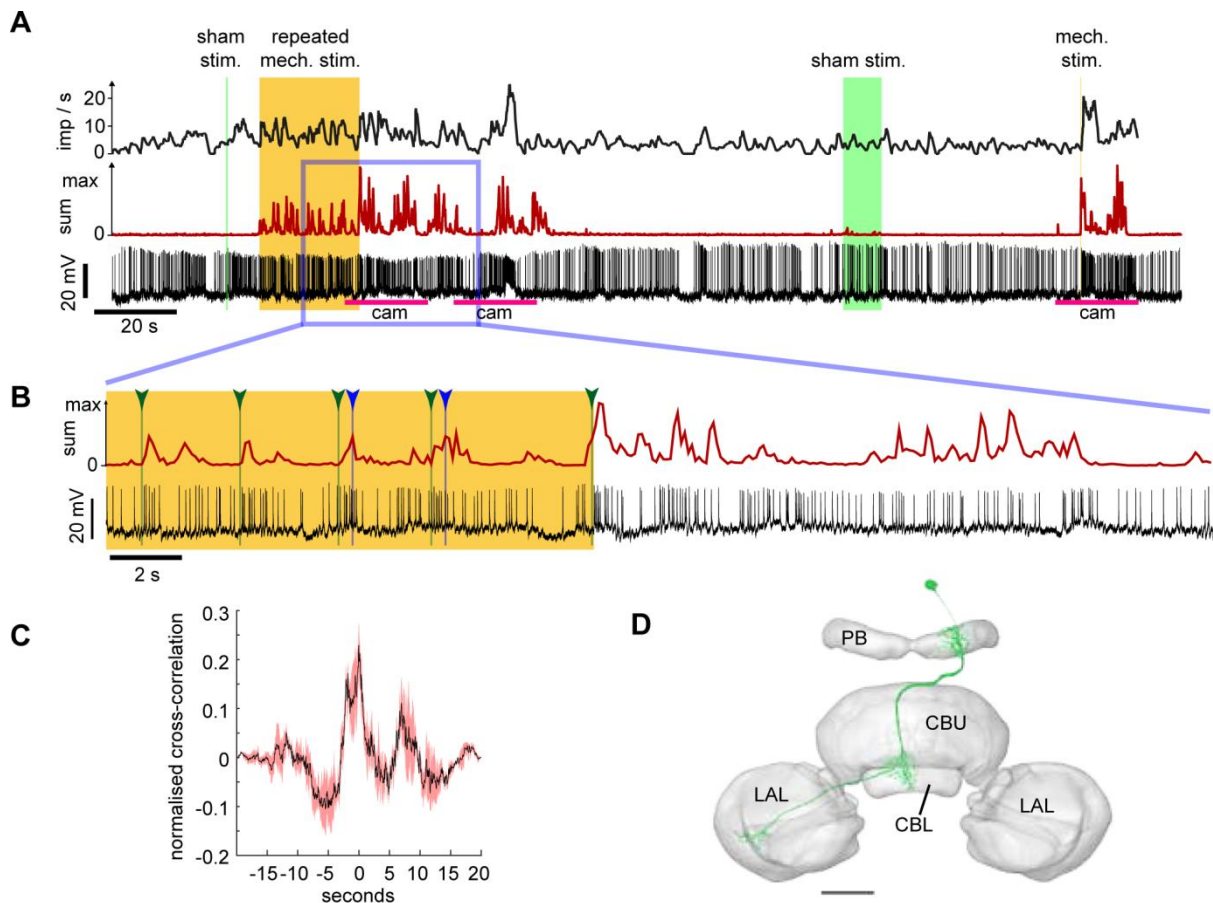 A
sham
stim.
repeated
mech. stim.
sham stim.
mech.
stim.
imp / s
20
10
0
sum
max
0
20 mV
cam
cam
cam
20 s
B
sum
max
0
20 mV
2 s
C
normalised cross-correlation
0.3
0.2
0.1
0
-0.1
-0.2
-15 -10 -5 0 5 10 15 20
seconds
D
PB
CBU
LAL
LAL
CBL